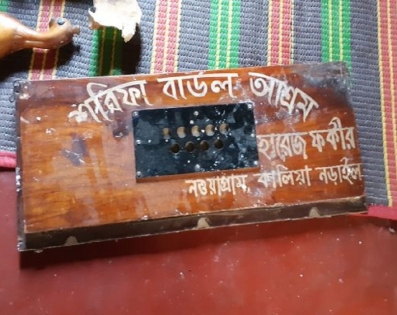 শরিফা বাউল আশ্রম
হারেজ ফকীর
নওয়াগ্রাম, কালিয়া নড়াইল